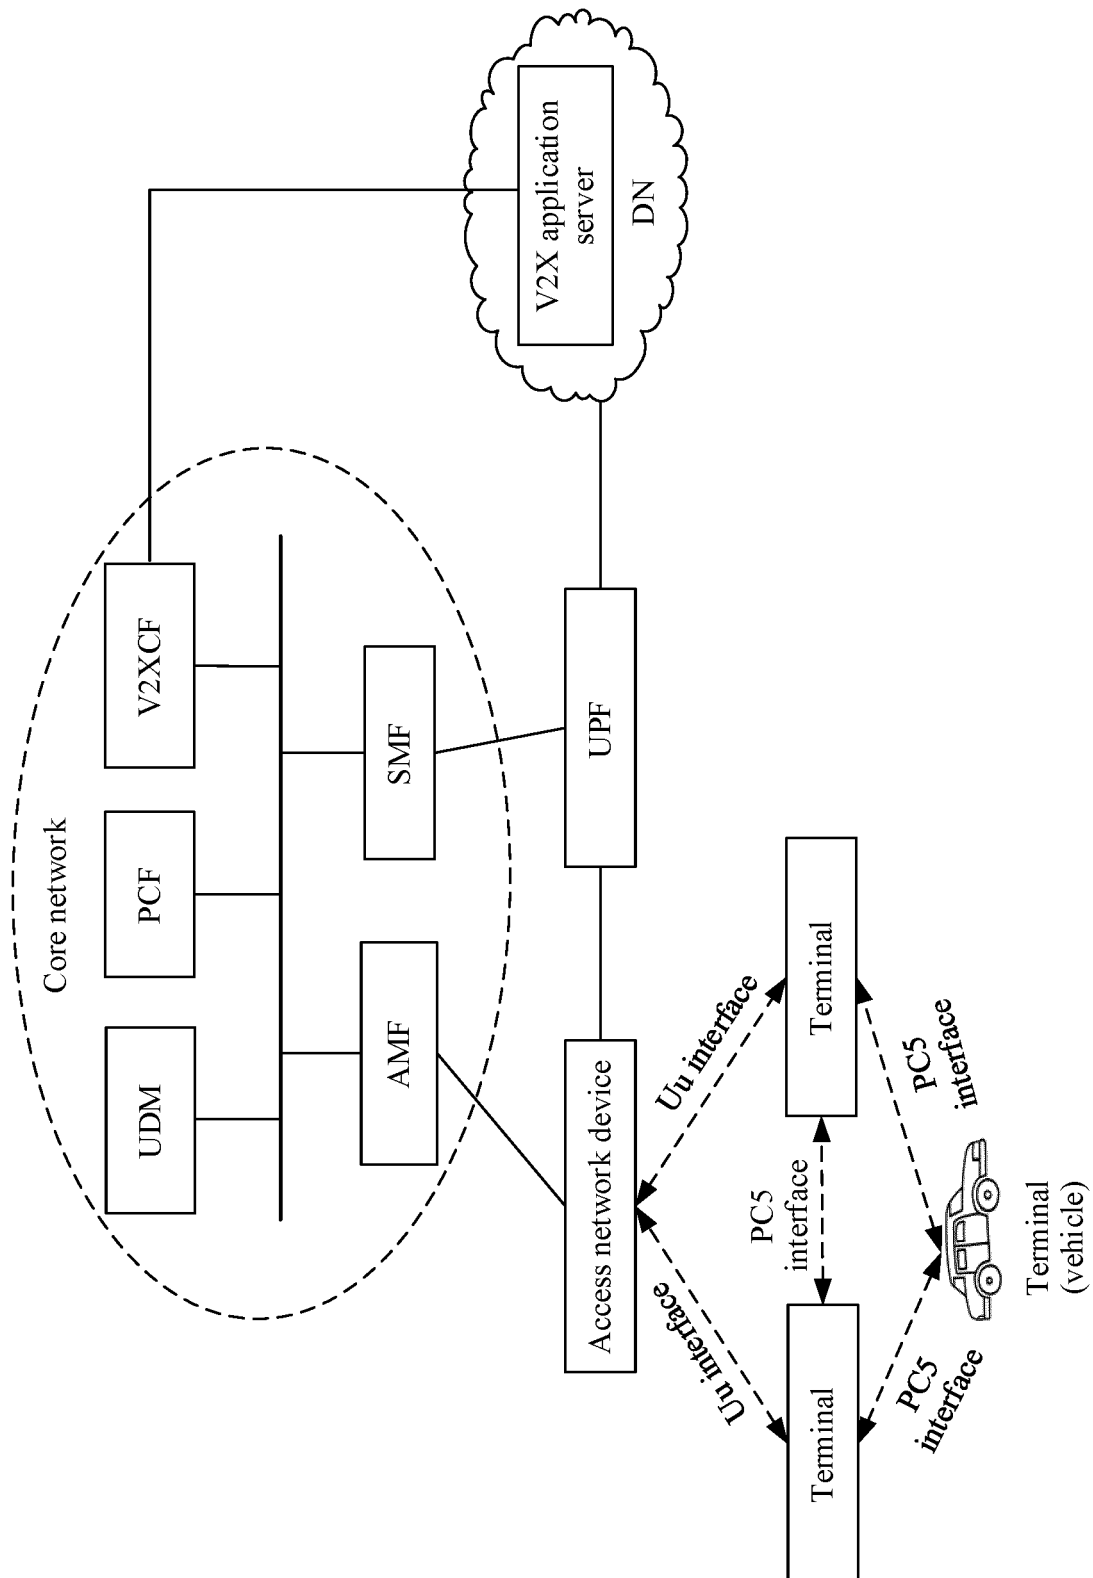 Core network
UDM
PCF
V2XCF
AMF
SMF
V2X application
server
DN
Access network device
UPF
Uu interface
Uu interface
PC5
interface
Terminal
Terminal
PC5
interface
PC5
interface
Terminal
(vehicle)